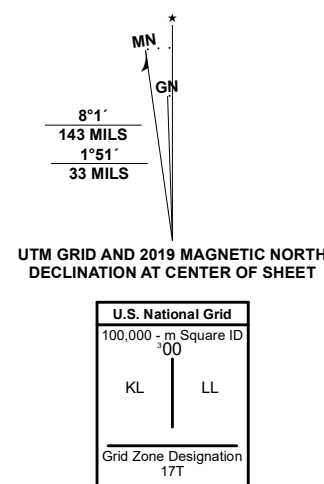 ★
MN
GN
8°1´
143 MILS
1°51´
33 MILS
UTM GRID AND 2019 MAGNETIC NORTH
DECLINATION AT CENTER OF SHEET
U.S. National Grid
100,000 - m Square ID
³00
KL LL
Grid Zone Designation
17T